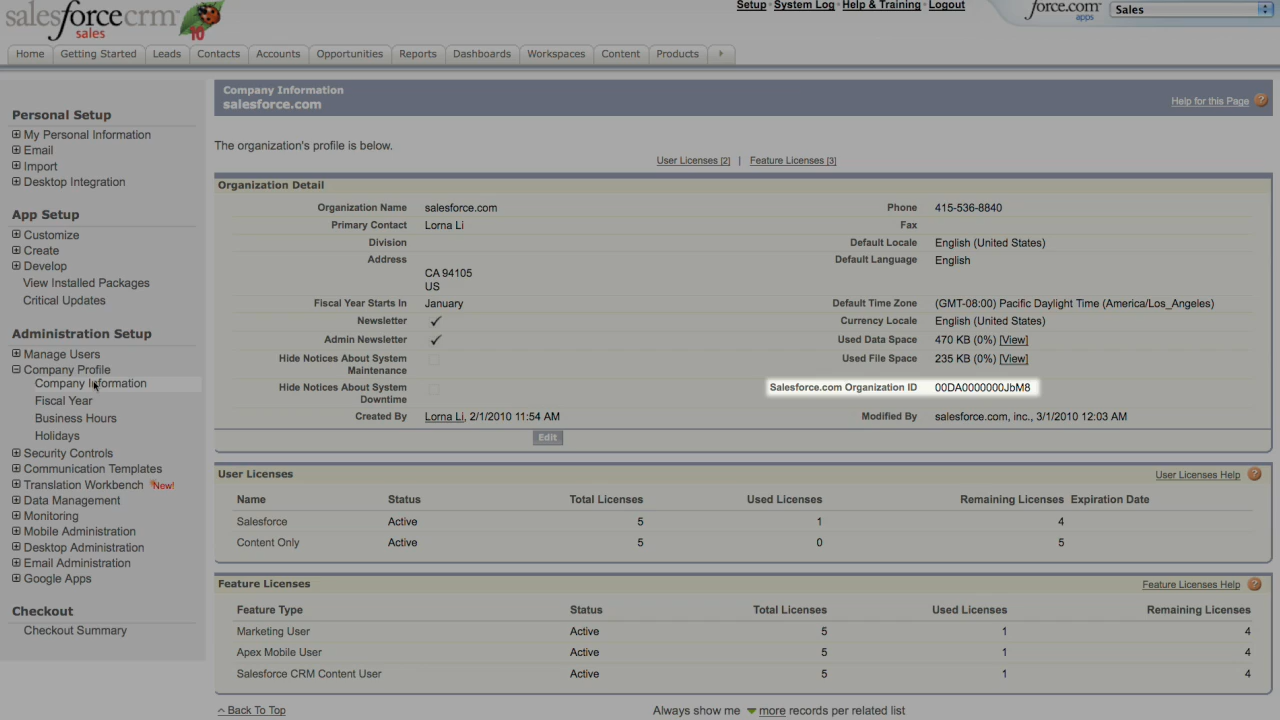 salesforcecrm
sales
10
Setup · System Log · Help & Training · Logout
force.com
apps
Sales
Home Getting Started Leads Contacts Accounts Opportunities Reports Dashboards Workspaces Content Products
Personal Setup
My Personal Information
Email
Import
Desktop Integration
App Setup
Customize
Create
Develop
View Installed Packages
Critical Updates
Administration Setup
Manage Users
Company Profile
Company Information
Fiscal Year
Business Hours
Holidays
Security Controls
Communication Templates
Translation Workbench New!
Data Management
Monitoring
Mobile Administration
Desktop Administration
Email Administration
Google Apps
Checkout
Checkout Summary
Company Information
salesforce.com
Help for this Page ?
The organization's profile is below.
User Licenses [2] | Feature Licenses [3]
Organization Detail
Organization Name salesforce.com Phone 415-536-8840
Primary Contact Lorna Li Fax
Division Default Locale English (United States)
Address Default Language English
CA 94105
US
Fiscal Year Starts In January Default Time Zone (GMT-08:00) Pacific Daylight Time (America/Los_Angeles)
Newsletter ✓ Currency Locale English (United States)
Admin Newsletter ✓ Used Data Space 470 KB (0%) [View]
Hide Notices About System Used File Space 235 KB (0%) [View]
Maintenance
Hide Notices About System Salesforce.com Organization ID 00DA0000000JbM8
Downtime
Created By Lorna Li, 2/1/2010 11:54 AM Modified By salesforce.com, inc., 3/1/2010 12:03 AM
Edit
User Licenses User Licenses Help ?
Name Status Total Licenses Used Licenses Remaining Licenses Expiration Date
Salesforce Active 5 1 4
Content Only Active 5 0 5
Feature Licenses Feature Licenses Help ?
Feature Type Status Total Licenses Used Licenses Remaining Licenses
Marketing User Active 5 1 4
Apex Mobile User Active 5 1 4
Salesforce CRM Content User Active 5 1 4
^ Back To Top Always show me more records per related list